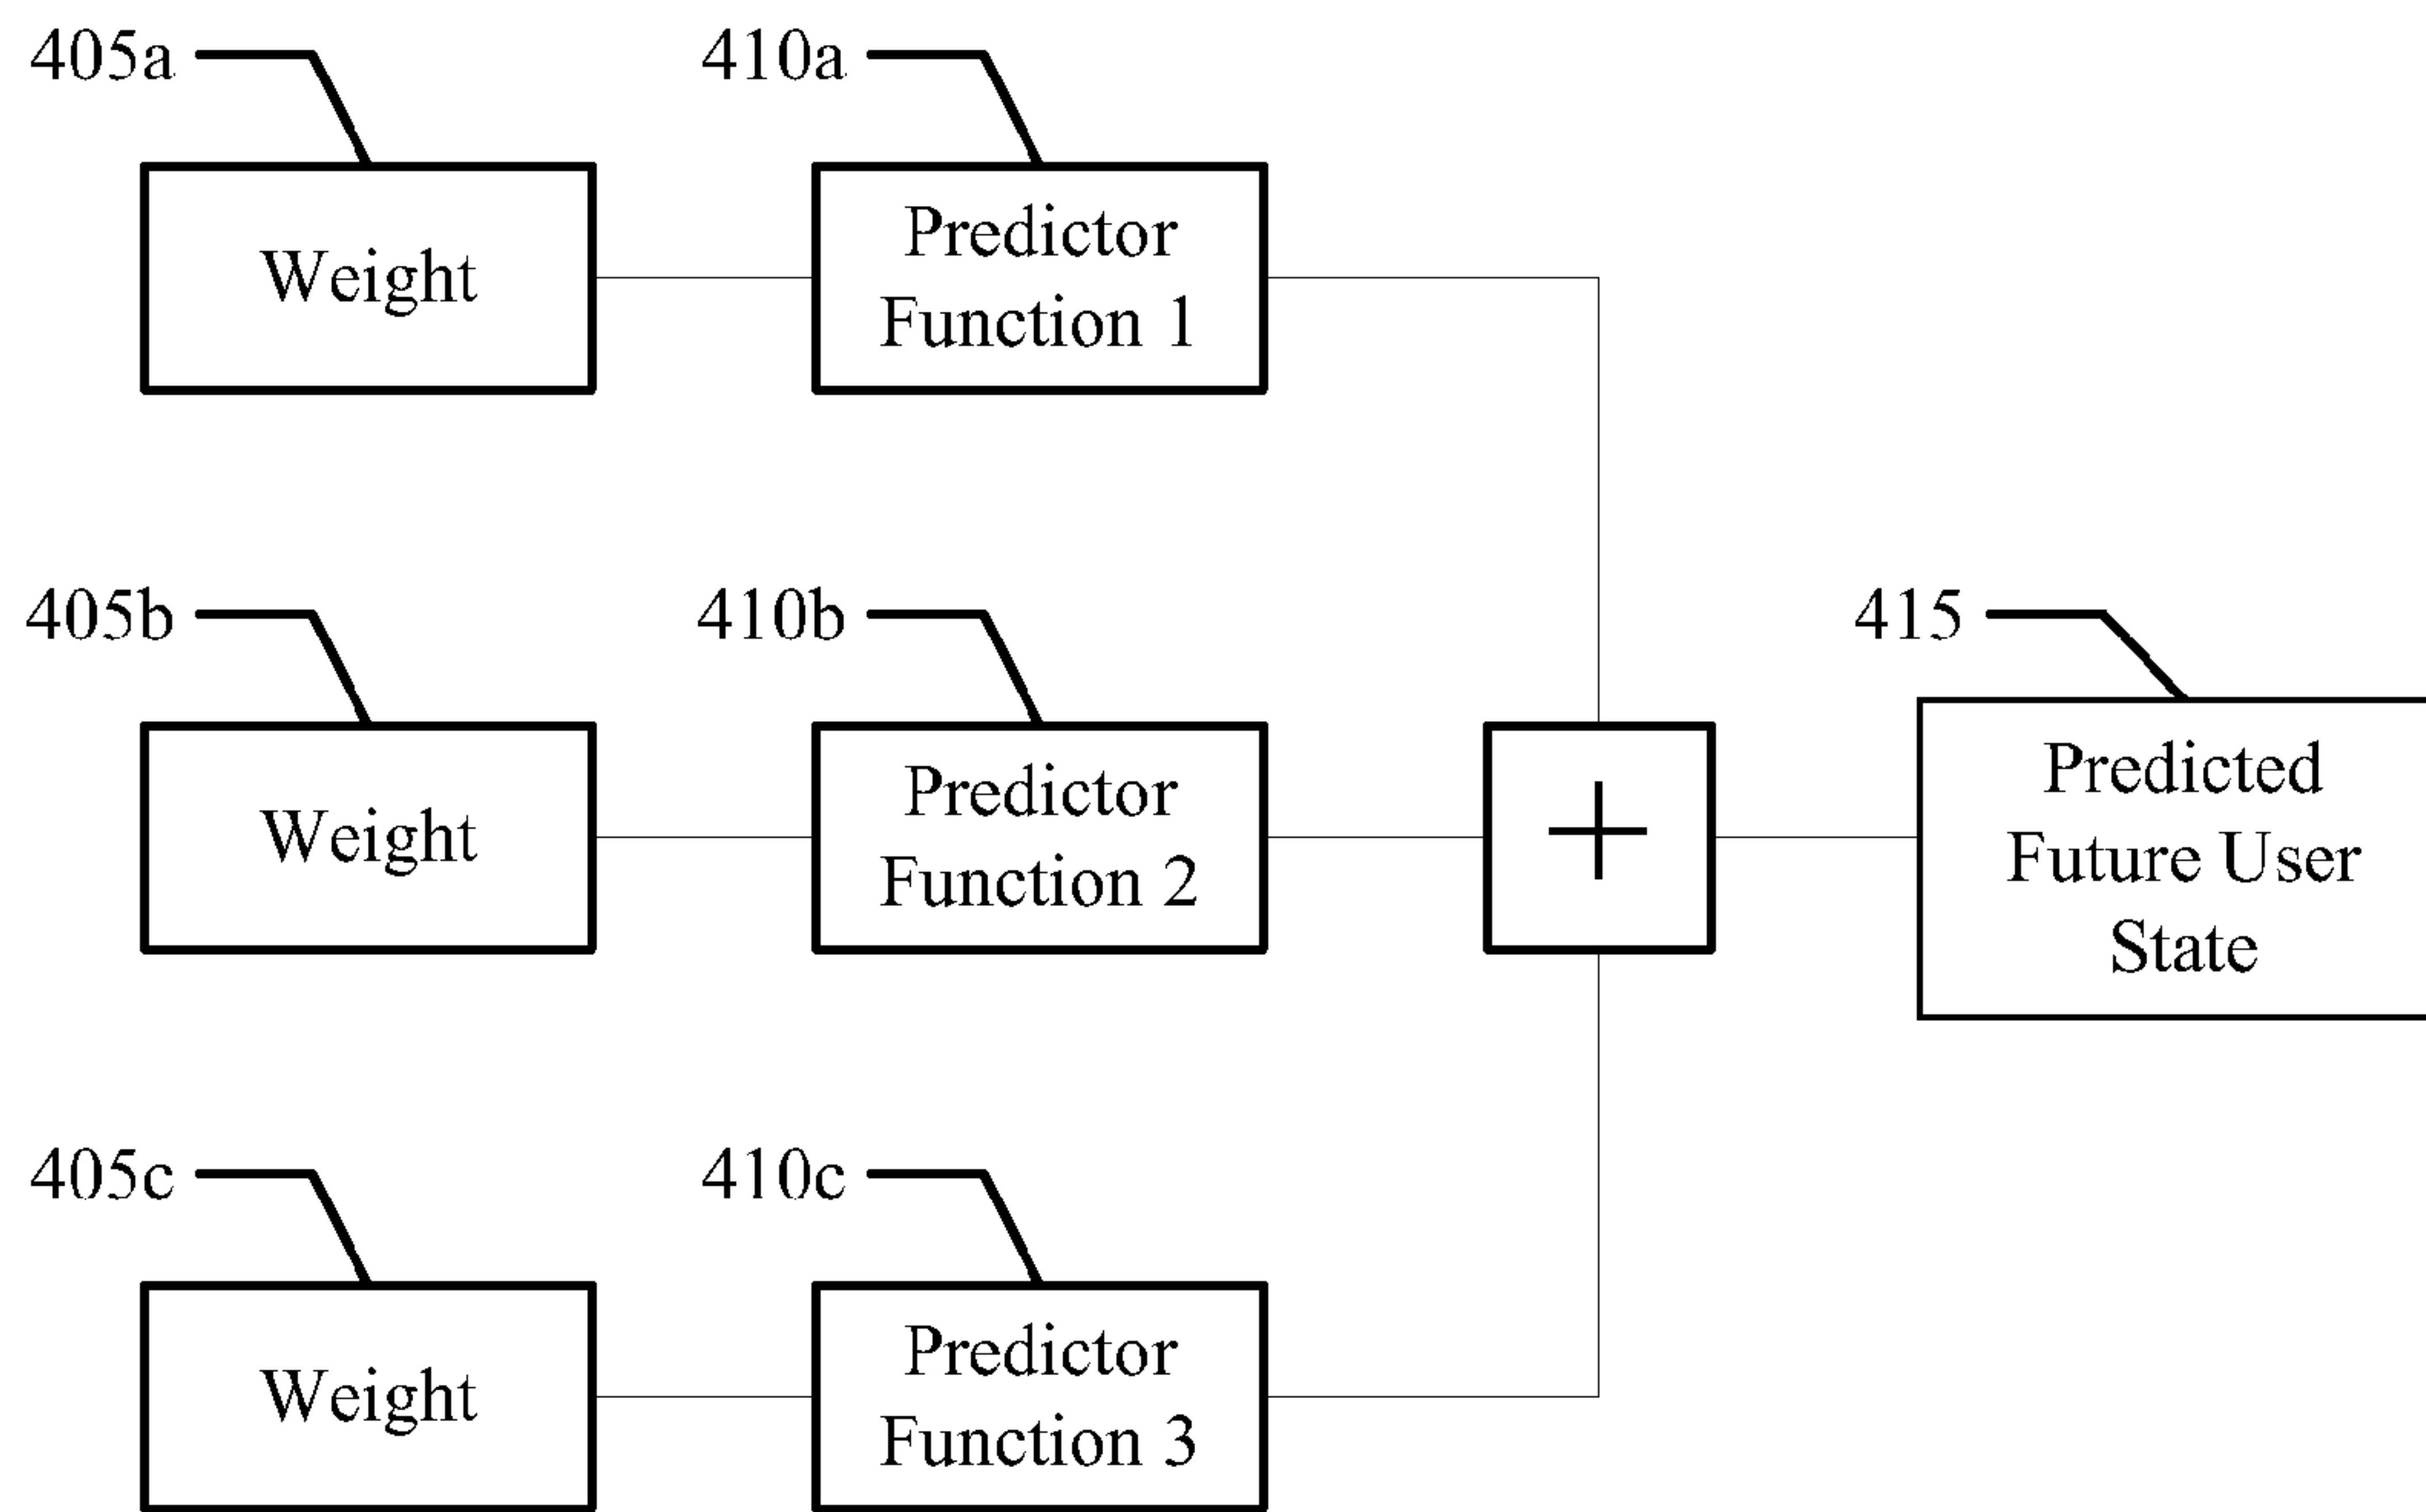 405a
410a
Weight
Predictor
Function 1
405b
410b
415
Weight
Predictor
Function 2
+
Predicted
Future User
State
405c
410c
Weight
Predictor
Function 3